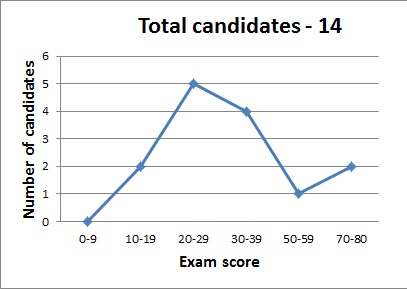 Total candidates - 14
Number of candidates
6
5
4
3
2
1
0
0-9 10-19 20-29 30-39 50-59 70-80
Exam score